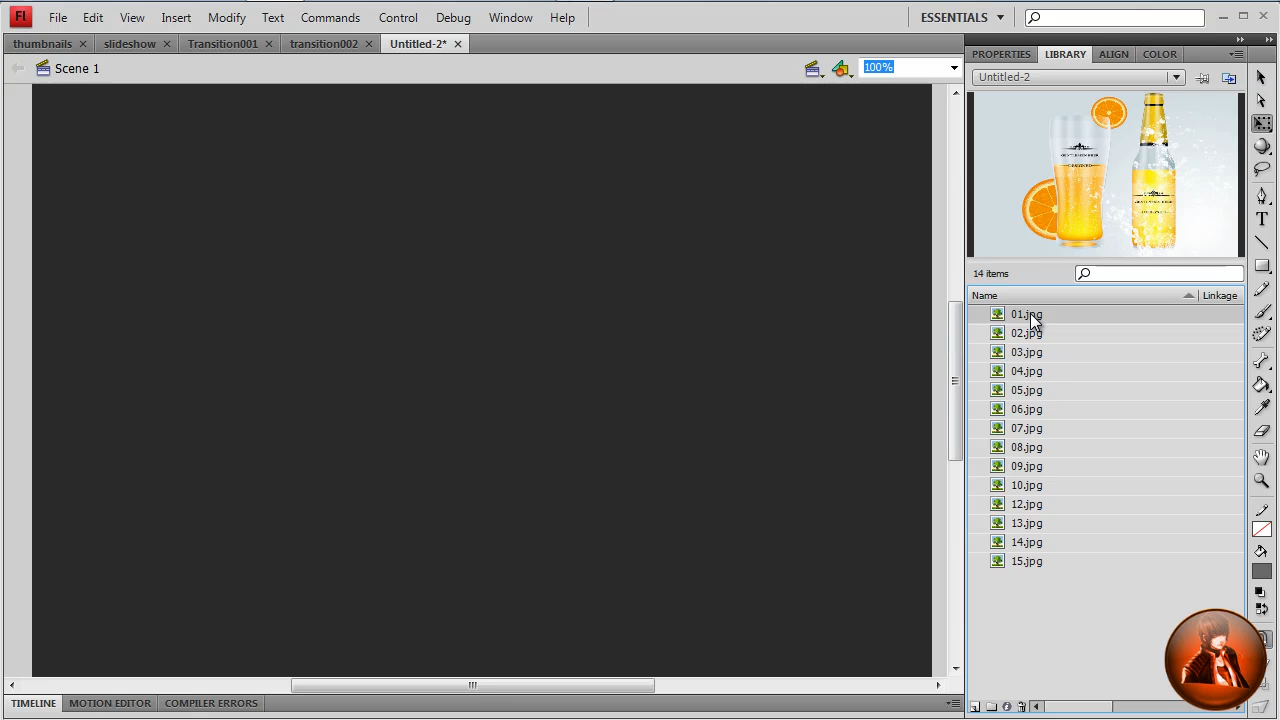 Fl File Edit View Insert Modify Text Commands Control Debug Window Help ESSENTIALS
thumbnails slideshow Transition001 transition002 Untitled-2*
Scene 1 100%
PROPERTIES LIBRARY ALIGN COLOR
Untitled-2
14 items
Name Linkage
01.jpg
02.jpg
03.jpg
04.jpg
05.jpg
06.jpg
07.jpg
08.jpg
09.jpg
10.jpg
12.jpg
13.jpg
14.jpg
15.jpg
TIMELINE MOTION EDITOR COMPILER ERRORS